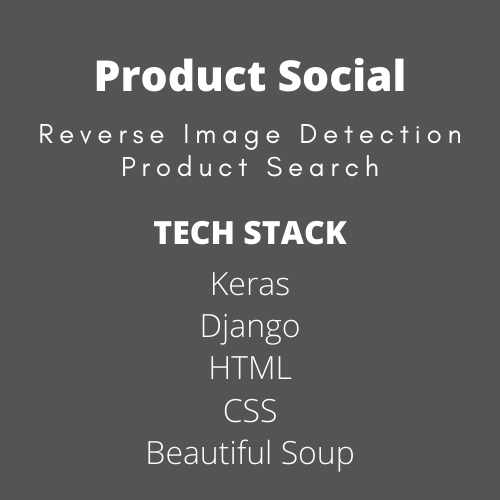 Product Social
Reverse Image Detection
Product Search
TECH STACK
Keras
Django
HTML
CSS
Beautiful Soup